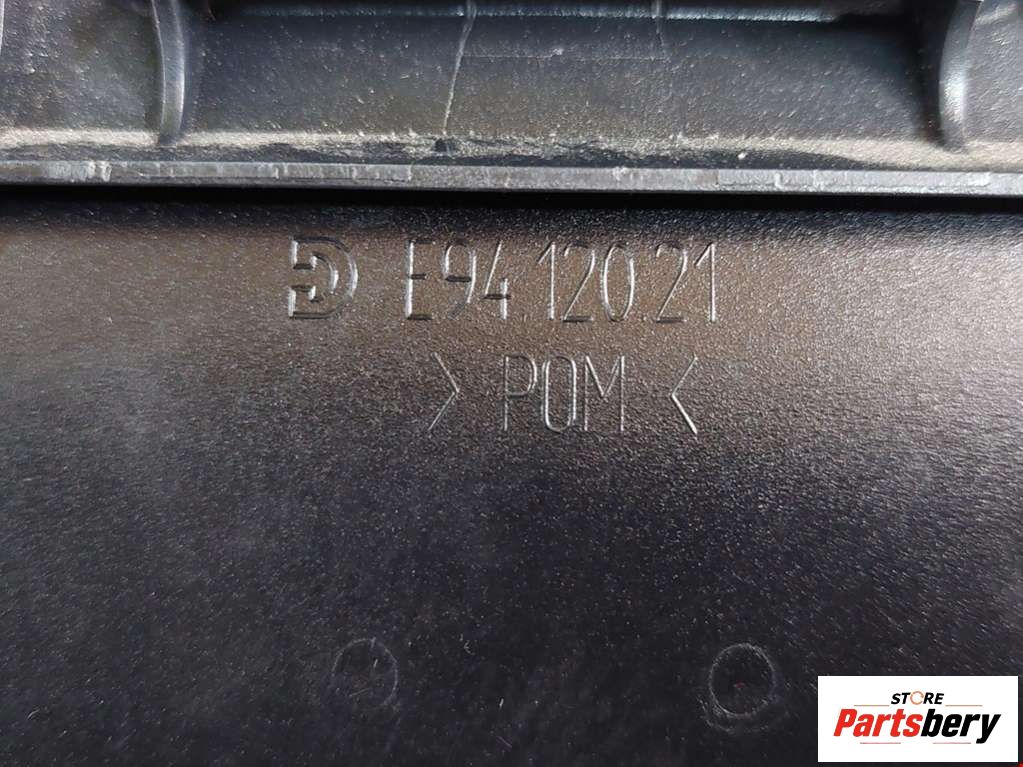 E94.120.21
> POM <
STORE
Partsbery